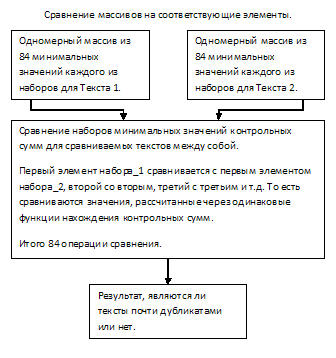 Сравнение массивов на соответствующие элементы.
Одномерный массив из
84 минимальных
значений каждого из
наборов для Текста 1.
Одномерный массив из
84 минимальных
значений каждого из
наборов для Текста 2.
Сравнение наборов минимальных значений контрольных
сумм для сравниваемых текстов между собой.
Первый элемент набора_1 сравнивается с первым элементом
набора_2, второй со вторым, третий с третьим и т.д. То есть
сравниваются значения, рассчитанные через одинаковые
функции нахождения контрольных сумм.
Итого 84 операции сравнения.
Результат, являются ли
тексты почти дубликатами
или нет.